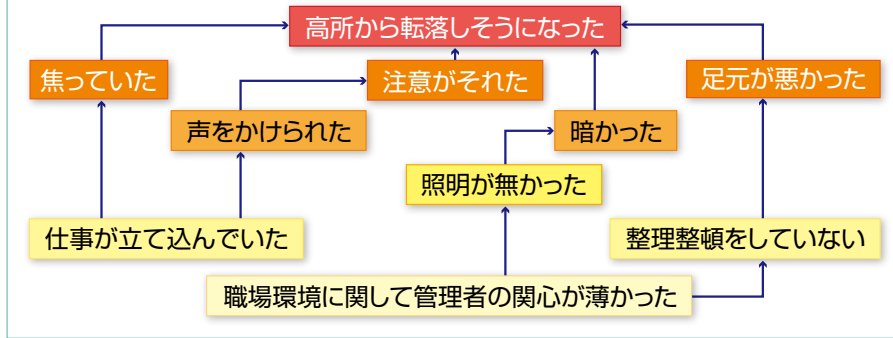 高所から転落しそうになった
焦っていた
注意がそれた
足元が悪かった
声をかけられた
暗かった
照明が無かった
仕事が立て込んでいた
整理整頓をしていない
職場環境に関して管理者の関心が薄かった